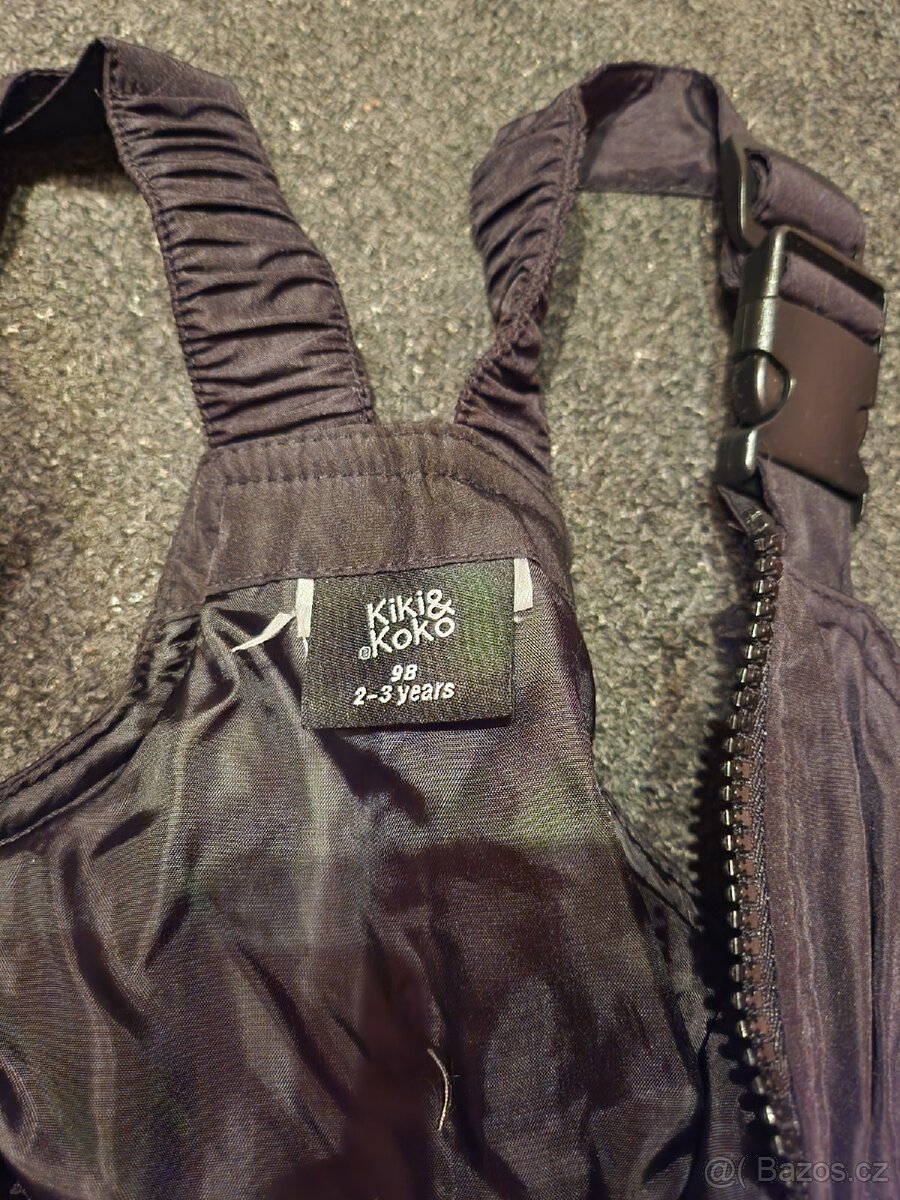 Kiki&
®Koko
98
2-3 years
@( Bazos.cz